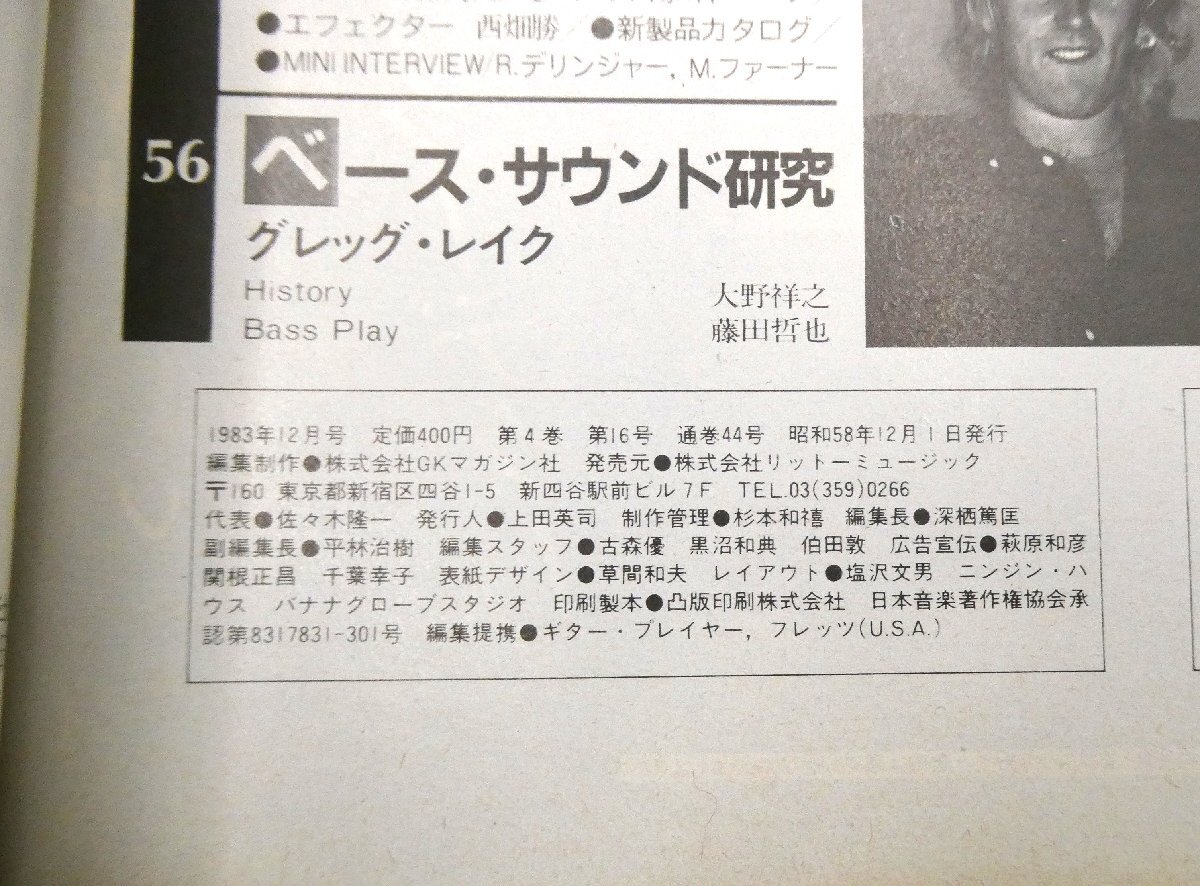 ●エフェクター 西畑勝/●新製品カタログ/
●MINI INTERVIEW/R.デリンジャー, M.ファーナー
56
ベース・サウンド研究
グレッグ・レイク
History 大野祥之
Bass Play 藤田哲也
1983年12月号 定価400円 第4巻 第16号 通巻44号 昭和58年12月1日発行
編集制作●株式会社GKマガジン社 発売元●株式会社リットーミュージック
〒160 東京都新宿区四谷1-5 新四谷駅前ビル7F TEL.03(359)0266
代表●佐々木隆一 発行人●上田英司 制作管理●杉本和禧 編集長●深栖篤匡
副編集長●平林治樹 編集スタッフ●古森優 黒沼和典 伯田敦 広告宣伝●萩原和彦
関根正昌 千葉幸子 表紙デザイン●草間和夫 レイアウト●塩沢文男 ニンジン・ハ
ウス バナナグローブスタジオ 印刷製本●凸版印刷株式会社 日本音楽著作権協会承
認第8317831-301号 編集提携●ギター・プレイヤー, フレッツ(U.S.A.)